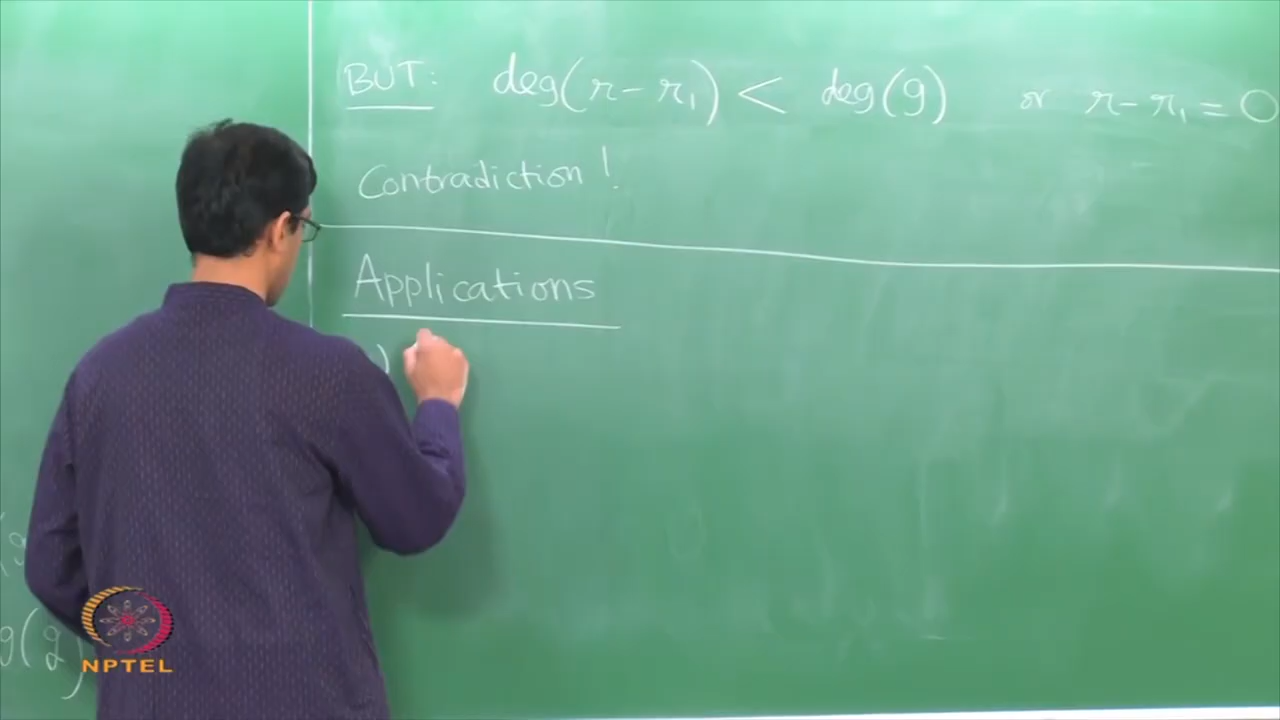 BUT: deg(r - r₁) < deg(g) or r - r₁ = 0
Contradiction!
Applications
)
g(g)
NPTEL